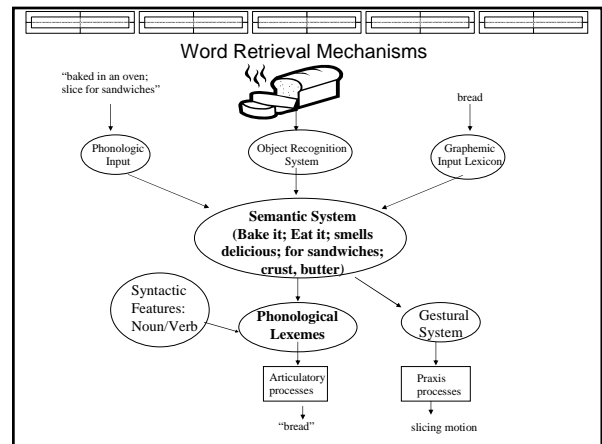 Word Retrieval Mechanisms
“baked in an oven;
slice for sandwiches”
bread
Phonologic
Input
Object Recognition
System
Graphemic
Input Lexicon
Semantic System
(Bake it; Eat it; smells
delicious; for sandwiches;
crust, butter)
Syntactic
Features:
Noun/Verb
Phonological
Lexemes
Gestural
System
Articulatory
processes
Praxis
processes
“bread”
slicing motion